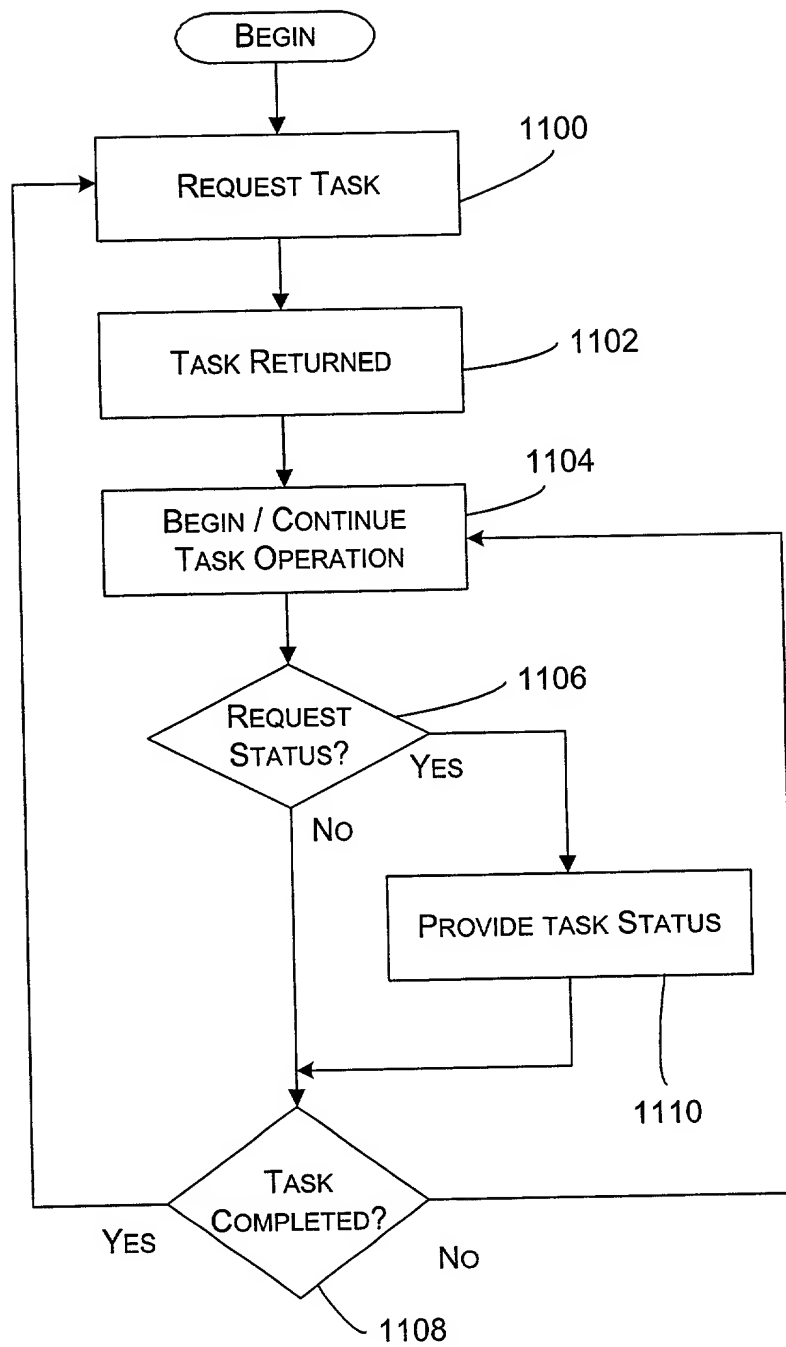 BEGIN
1100
REQUEST TASK
1102
TASK RETURNED
1104
BEGIN / CONTINUE
TASK OPERATION
1106
REQUEST
STATUS?
YES
NO
PROVIDE TASK STATUS
1110
TASK
COMPLETED?
YES
NO
1108